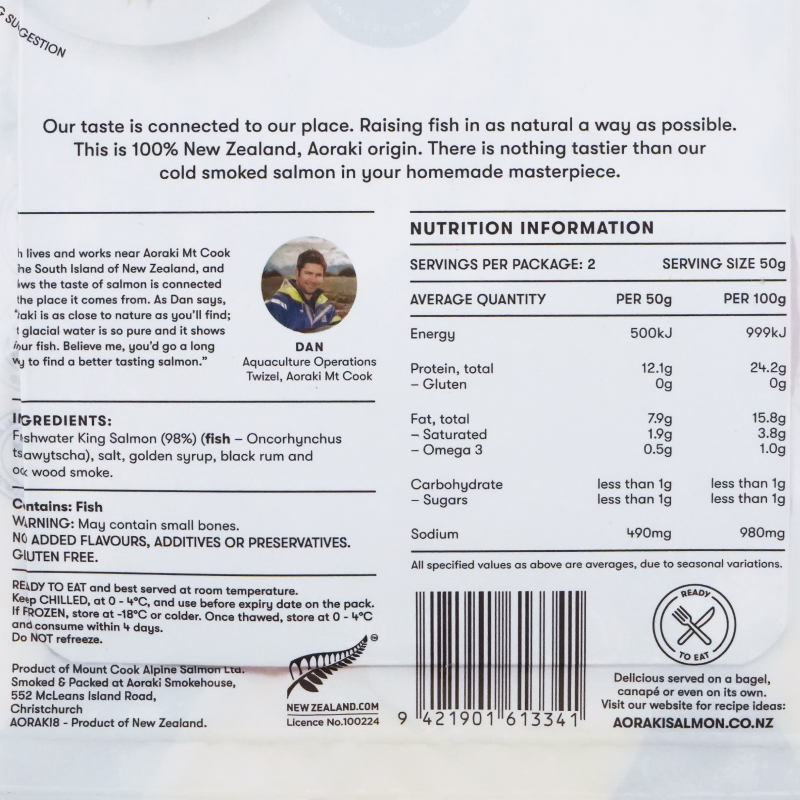 SUGGESTION
Our taste is connected to our place. Raising fish in as natural a way as possible.
This is 100% New Zealand, Aoraki origin. There is nothing tastier than our
cold smoked salmon in your homemade masterpiece.
h lives and works near Aoraki Mt Cook
he South Island of New Zealand, and
ws the taste of salmon is connected
the place it comes from. As Dan says,
aki is as close to nature as you'll find;
glacial water is so pure and it shows
our fish. Believe me, you'd go a long
to find a better tasting salmon."
DAN
Aquaculture Operations
Twizel, Aoraki Mt Cook
INGREDIENTS:
Freshwater King Salmon (98%) (fish – Oncorhynchus
tsawytscha), salt, golden syrup, black rum and
wood smoke.
Contains: Fish
WARNING: May contain small bones.
NO ADDED FLAVOURS, ADDITIVES OR PRESERVATIVES.
GLUTEN FREE.
READY TO EAT and best served at room temperature.
Keep CHILLED, at 0 - 4°C, and use before expiry date on the pack.
If FROZEN, store at -18°C or colder. Once thawed, store at 0 - 4°C
and consume within 4 days.
Do NOT refreeze.
Product of Mount Cook Alpine Salmon Ltd.
Smoked & Packed at Aoraki Smokehouse,
552 McLeans Island Road,
Christchurch
AORAKI8 - Product of New Zealand.
TM
NEW ZEALAND.COM
Licence No.100224
NUTRITION INFORMATION
SERVINGS PER PACKAGE: 2 SERVING SIZE 50g
AVERAGE QUANTITY PER 50g PER 100g
Energy 500kJ 999kJ
Protein, total 12.1g 24.2g
– Gluten 0g 0g
Fat, total 7.9g 15.8g
– Saturated 1.9g 3.8g
– Omega 3 0.5g 1.0g
Carbohydrate less than 1g less than 1g
– Sugars less than 1g less than 1g
Sodium 490mg 980mg
All specified values as above are averages, due to seasonal variations.
9 421901 613341
READY
TO EAT
Delicious served on a bagel,
canapé or even on its own.
Visit our website for recipe ideas:
AORAKISALMON.CO.NZ